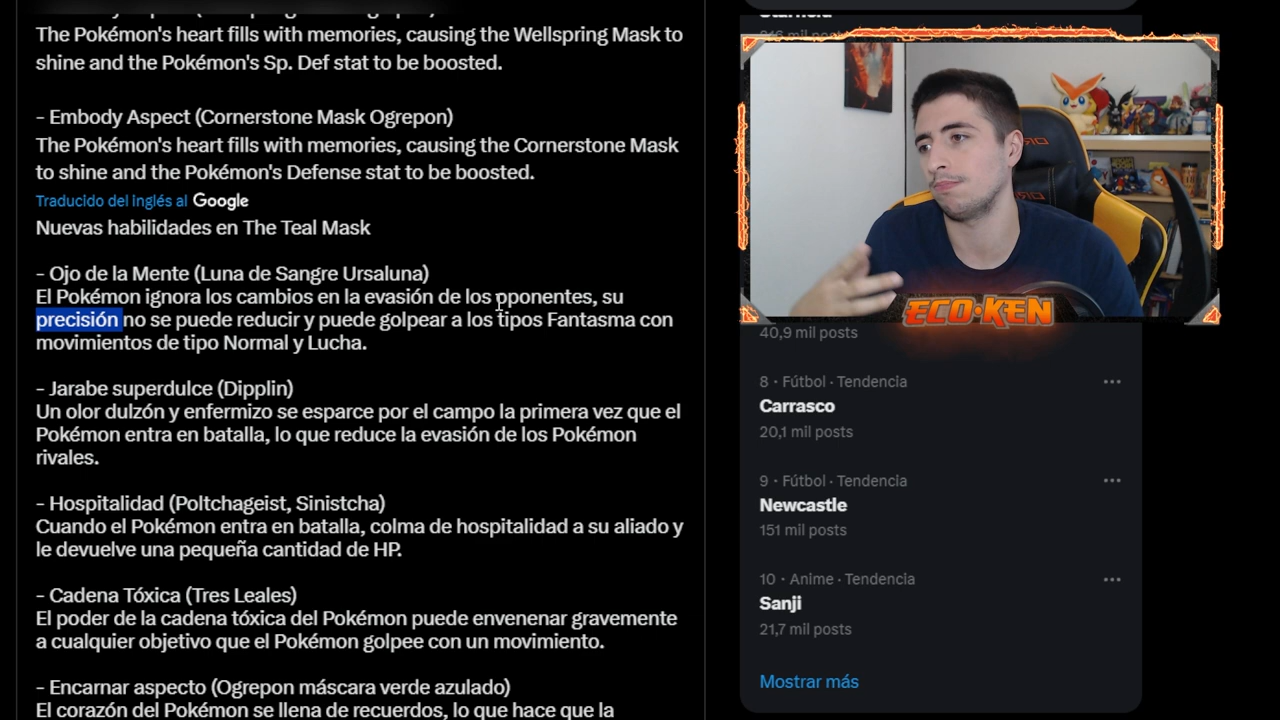 The Pokémon's heart fills with memories, causing the Wellspring Mask to
shine and the Pokémon's Sp. Def stat to be boosted.
- Embody Aspect (Cornerstone Mask Ogrepon)
The Pokémon's heart fills with memories, causing the Cornerstone Mask
to shine and the Pokémon's Defense stat to be boosted.
Traducido del inglés al Google
Nuevas habilidades en The Teal Mask
- Ojo de la Mente (Luna de Sangre Ursaluna)
El Pokémon ignora los cambios en la evasión de los oponentes, su
precisión no se puede reducir y puede golpear a los tipos Fantasma con
movimientos de tipo Normal y Lucha.
- Jarabe superdulce (Dipplin)
Un olor dulzón y enfermizo se esparce por el campo la primera vez que el
Pokémon entra en batalla, lo que reduce la evasión de los Pokémon
rivales.
- Hospitalidad (Poltchageist, Sinistcha)
Cuando el Pokémon entra en batalla, colma de hospitalidad a su aliado y
le devuelve una pequeña cantidad de HP.
- Cadena Tóxica (Tres Leales)
El poder de la cadena tóxica del Pokémon puede envenenar gravemente
a cualquier objetivo que el Pokémon golpee con un movimiento.
- Encarnar aspecto (Ogrepon máscara verde azulado)
El corazón del Pokémon se llena de recuerdos, lo que hace que la
Starfield
ECO·KEN
40,9 mil posts
8 · Fútbol · Tendencia
Carrasco
20,1 mil posts
9 · Fútbol · Tendencia
Newcastle
151 mil posts
10 · Anime · Tendencia
Sanji
21,7 mil posts
Mostrar más